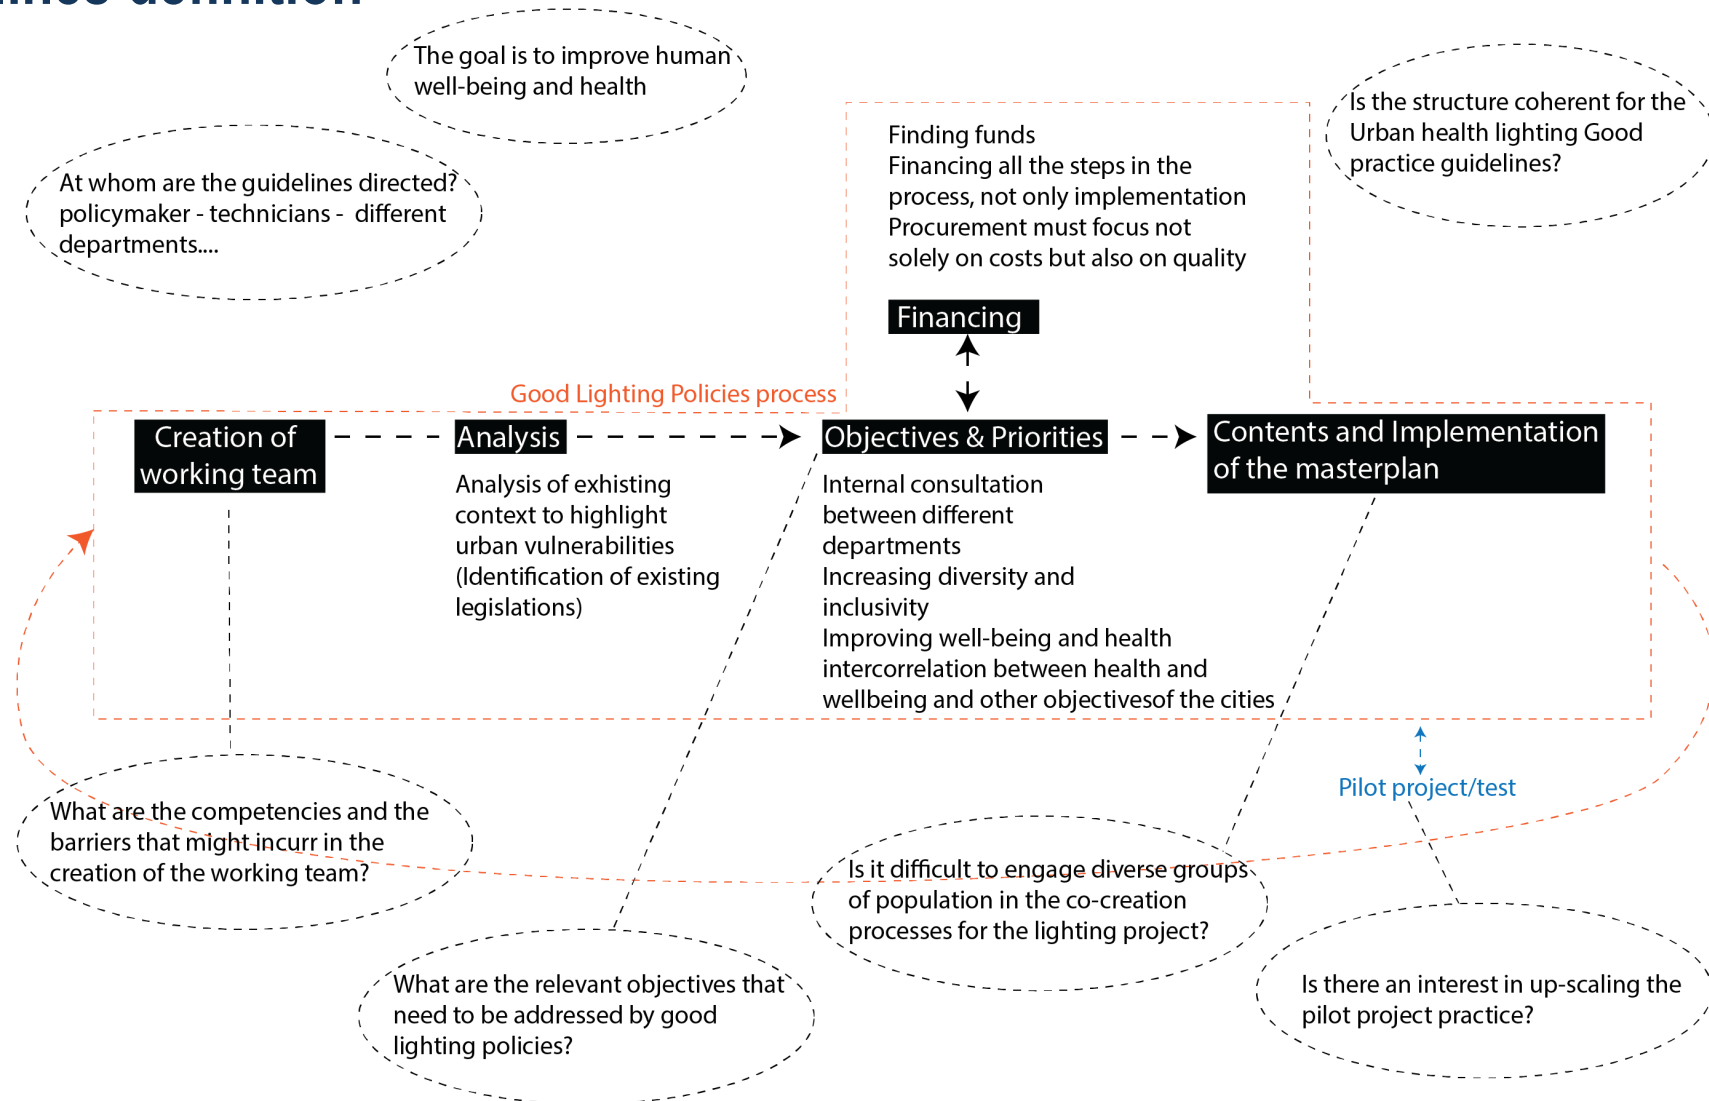 definition
The goal is to improve human
well-being and health
At whom are the guidelines directed?
policymaker - technicians - different
departments....
Finding funds
Financing all the steps in the
process, not only implementation
Procurement must focus not
solely on costs but also on quality
Is the structure coherent for the
Urban health lighting Good
practice guidelines?
Financing
Good Lighting Policies process
Creation of
working team
Analysis
Objectives & Priorities
Contents and Implementation
of the masterplan
Analysis of exhisting
context to highlight
urban vulnerabilities
(Identification of existing
legislations)
Internal consultation
between different
departments
Increasing diversity and
inclusivity
Improving well-being and health
intercorrelation between health and
wellbeing and other objectivesof the cities
Pilot project/test
What are the competencies and the
barriers that might incurr in the
creation of the working team?
What are the relevant objectives that
need to be addressed by good
lighting policies?
Is it difficult to engage diverse groups
of population in the co-creation
processes for the lighting project?
Is there an interest in up-scaling the
pilot project practice?